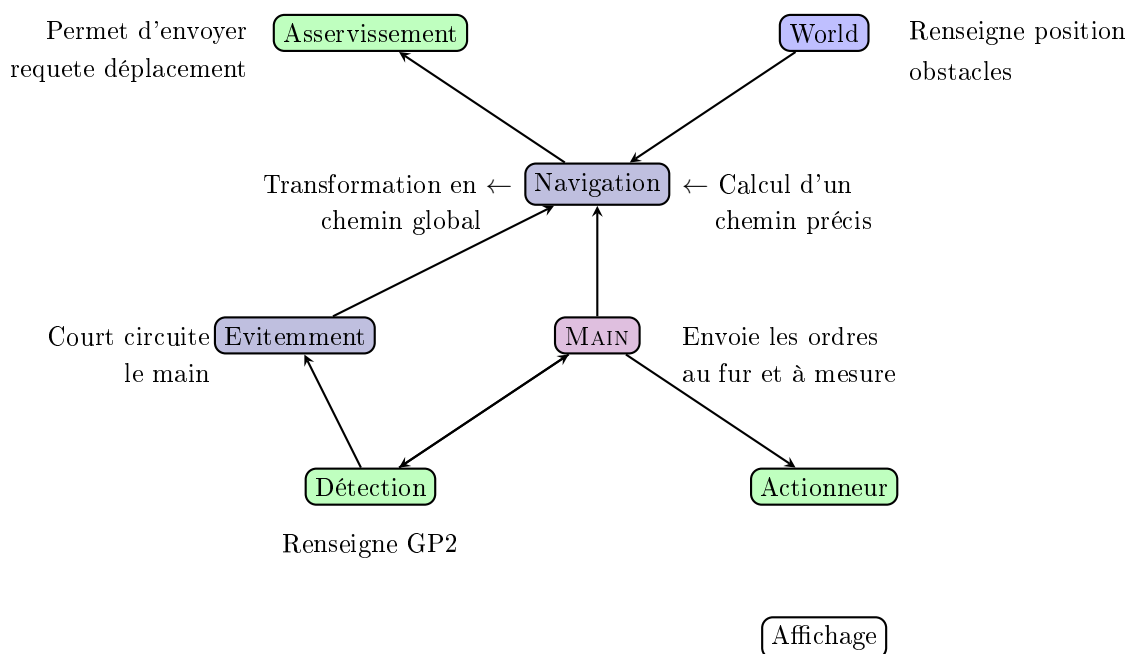 Permet d'envoyer
requete déplacement
Asservissement
World
Renseigne position
obstacles
Transformation en ←
chemin global
Navigation
← Calcul d'un
chemin précis
Court circuite
le main
Evitemment
MAIN
Envoie les ordres
au fur et à mesure
Détection
Actionneur
Renseigne GP2
Affichage